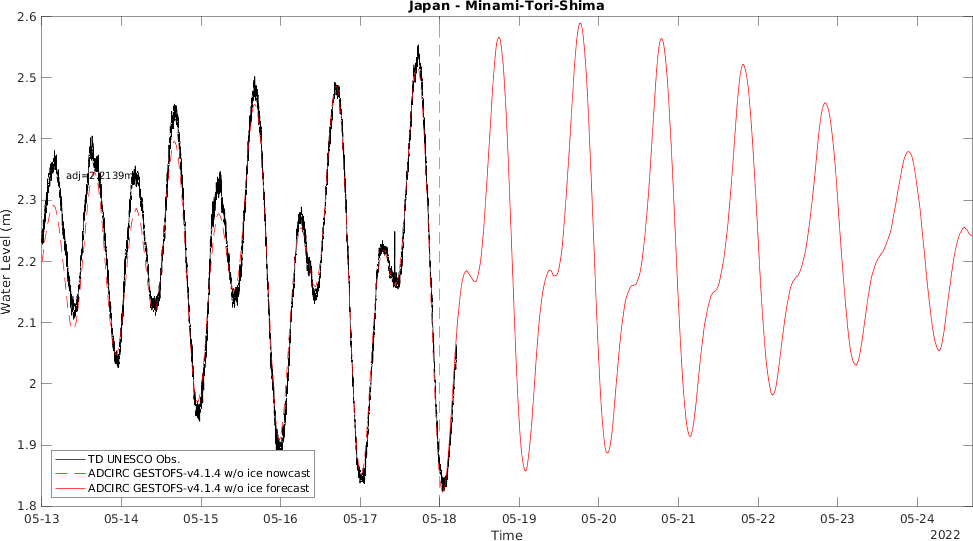 Japan - Minami-Tori-Shima
Water Level (m)
2.6
2.5
2.4
2.3
2.2
2.1
2
1.9
1.8
adj=2.2139m
TD UNESCO Obs.
ADCIRC GESTOFS-v4.1.4 w/o ice nowcast
ADCIRC GESTOFS-v4.1.4 w/o ice forecast
05-13 05-14 05-15 05-16 05-17 05-18 05-19 05-20 05-21 05-22 05-23 05-24
Time
2022